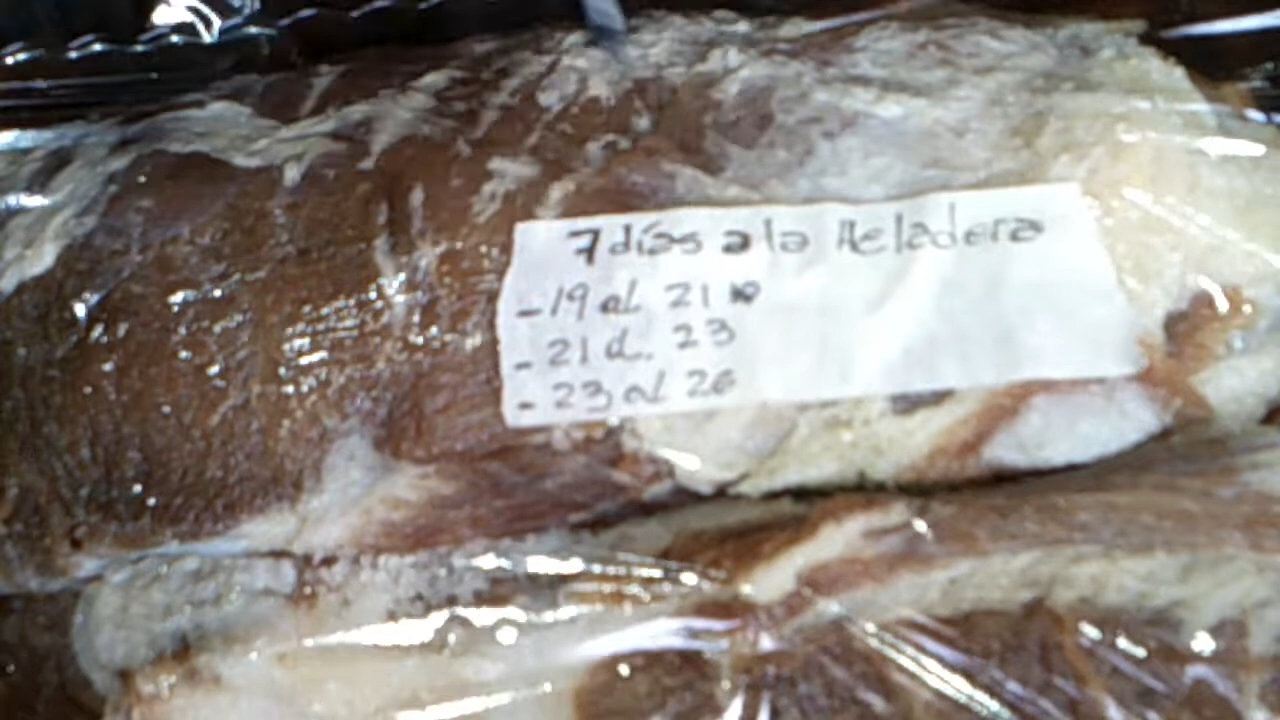 7 días a la Heladera
- 19 al 21
- 21 al 23
- 23 al 26